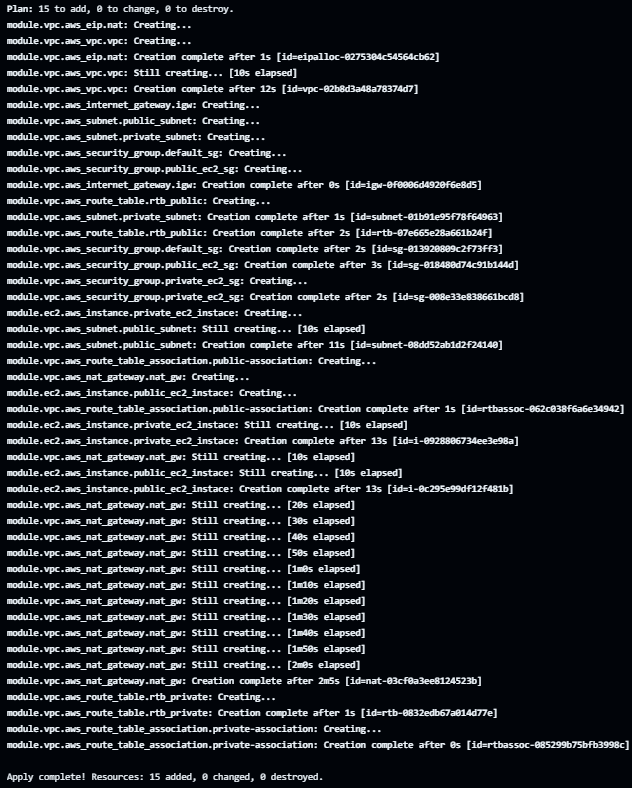 Plan: 15 to add, 0 to change, 0 to destroy.
module.vpc.aws_eip.nat: Creating...
module.vpc.aws_vpc.vpc: Creating...
module.vpc.aws_eip.nat: Creation complete after 1s [id=eipalloc-0275304c54564cb62]
module.vpc.aws_vpc.vpc: Still creating... [10s elapsed]
module.vpc.aws_vpc.vpc: Creation complete after 12s [id=vpc-02b8d3a48a78374d7]
module.vpc.aws_internet_gateway.igw: Creating...
module.vpc.aws_subnet.public_subnet: Creating...
module.vpc.aws_subnet.private_subnet: Creating...
module.vpc.aws_security_group.default_sg: Creating...
module.vpc.aws_security_group.public_ec2_sg: Creating...
module.vpc.aws_internet_gateway.igw: Creation complete after 0s [id=igw-0f0006d4920f6e8d5]
module.vpc.aws_route_table.rtb_public: Creating...
module.vpc.aws_subnet.private_subnet: Creation complete after 1s [id=subnet-01b91e95f78f64963]
module.vpc.aws_route_table.rtb_public: Creation complete after 2s [id=rtb-07e665e28a661b24f]
module.vpc.aws_security_group.default_sg: Creation complete after 2s [id=sg-013920809c2f73ff3]
module.vpc.aws_security_group.public_ec2_sg: Creation complete after 3s [id=sg-018480d74c91b144d]
module.vpc.aws_security_group.private_ec2_sg: Creating...
module.vpc.aws_security_group.private_ec2_sg: Creation complete after 2s [id=sg-008e33e838661bcd8]
module.ec2.aws_instance.private_ec2_instace: Creating...
module.vpc.aws_subnet.public_subnet: Still creating... [10s elapsed]
module.vpc.aws_subnet.public_subnet: Creation complete after 11s [id=subnet-08dd52ab1d2f24140]
module.vpc.aws_route_table_association.public-association: Creating...
module.vpc.aws_nat_gateway.nat_gw: Creating...
module.ec2.aws_instance.public_ec2_instace: Creating...
module.vpc.aws_route_table_association.public-association: Creation complete after 1s [id=rtbassoc-062c038f6a6e34942]
module.ec2.aws_instance.private_ec2_instace: Still creating... [10s elapsed]
module.ec2.aws_instance.private_ec2_instace: Creation complete after 13s [id=i-0928806734ee3e98a]
module.vpc.aws_nat_gateway.nat_gw: Still creating... [10s elapsed]
module.ec2.aws_instance.public_ec2_instace: Still creating... [10s elapsed]
module.ec2.aws_instance.public_ec2_instace: Creation complete after 13s [id=i-0c295e99df12f481b]
module.vpc.aws_nat_gateway.nat_gw: Still creating... [20s elapsed]
module.vpc.aws_nat_gateway.nat_gw: Still creating... [30s elapsed]
module.vpc.aws_nat_gateway.nat_gw: Still creating... [40s elapsed]
module.vpc.aws_nat_gateway.nat_gw: Still creating... [50s elapsed]
module.vpc.aws_nat_gateway.nat_gw: Still creating... [1m0s elapsed]
module.vpc.aws_nat_gateway.nat_gw: Still creating... [1m10s elapsed]
module.vpc.aws_nat_gateway.nat_gw: Still creating... [1m20s elapsed]
module.vpc.aws_nat_gateway.nat_gw: Still creating... [1m30s elapsed]
module.vpc.aws_nat_gateway.nat_gw: Still creating... [1m40s elapsed]
module.vpc.aws_nat_gateway.nat_gw: Still creating... [1m50s elapsed]
module.vpc.aws_nat_gateway.nat_gw: Still creating... [2m0s elapsed]
module.vpc.aws_nat_gateway.nat_gw: Creation complete after 2m5s [id=nat-03cf0a3ee8124523b]
module.vpc.aws_route_table.rtb_private: Creating...
module.vpc.aws_route_table.rtb_private: Creation complete after 1s [id=rtb-0832edb67a014d77e]
module.vpc.aws_route_table_association.private-association: Creating...
module.vpc.aws_route_table_association.private-association: Creation complete after 0s [id=rtbassoc-085299b75bfb3998c]
Apply complete! Resources: 15 added, 0 changed, 0 destroyed.